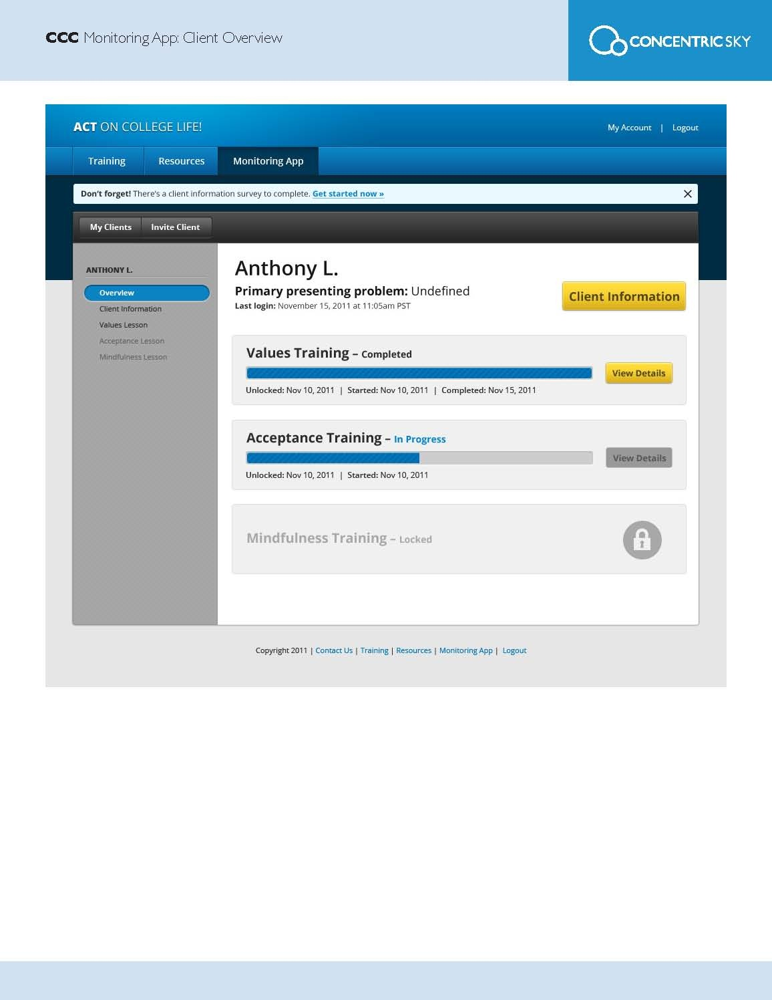 CCC Monitoring App: Client Overview
CONCENTRIC SKY
ACT ON COLLEGE LIFE!
My Account | Logout
Training Resources Monitoring App
Don't forget! There's a client information survey to complete. Get started now »
My Clients Invite Client
ANTHONY L.
Overview
Client Information
Values Lesson
Acceptance Lesson
Mindfulness Lesson
Anthony L.
Primary presenting problem: Undefined
Last login: November 15, 2011 at 11:05am PST
Client Information
Values Training – Completed
View Details
Unlocked: Nov 10, 2011 | Started: Nov 10, 2011 | Completed: Nov 15, 2011
Acceptance Training – In Progress
View Details
Unlocked: Nov 10, 2011 | Started: Nov 10, 2011
Mindfulness Training – Locked
Copyright 2011 | Contact Us | Training | Resources | Monitoring App | Logout